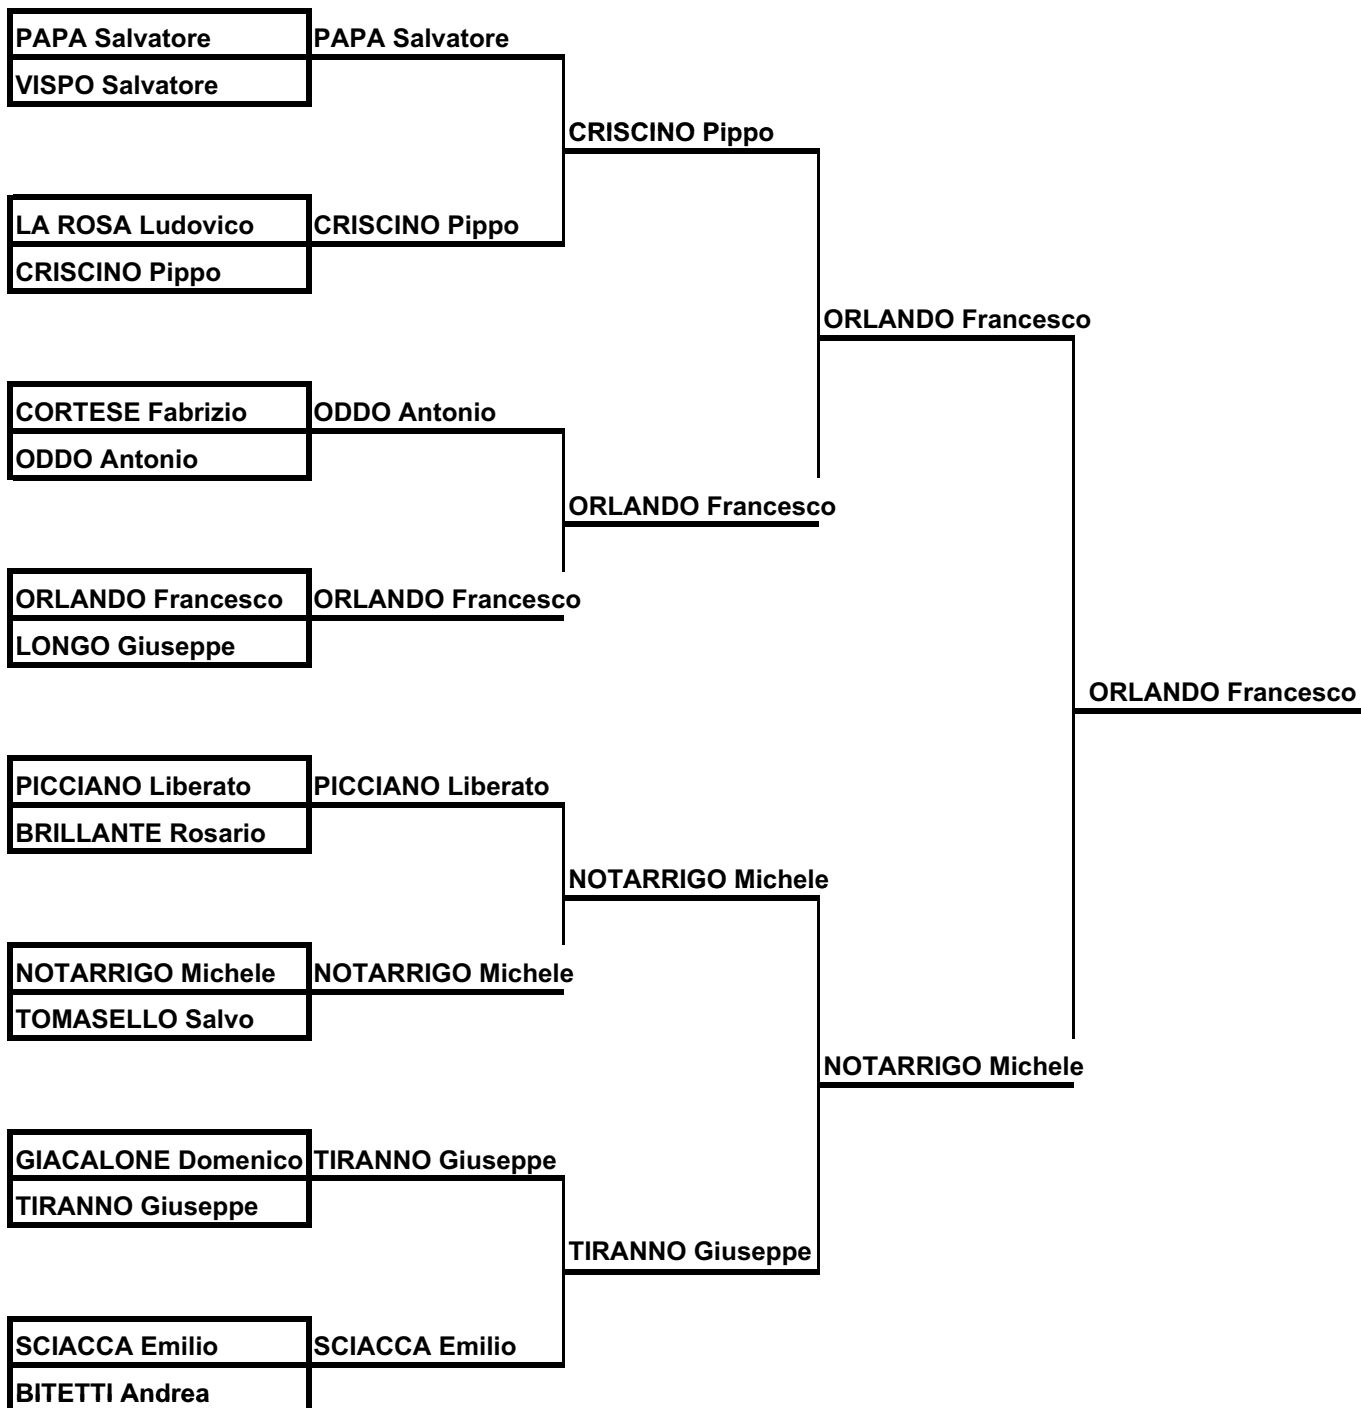 PAPA Salvatore PAPA Salvatore
VISPO Salvatore
CRISCINO Pippo
LA ROSA Ludovico CRISCINO Pippo
CRISCINO Pippo
ORLANDO Francesco
CORTESE Fabrizio ODDO Antonio
ODDO Antonio
ORLANDO Francesco
ORLANDO Francesco ORLANDO Francesco
LONGO Giuseppe
ORLANDO Francesco
PICCIANO Liberato PICCIANO Liberato
BRILLANTE Rosario
NOTARRIGO Michele
NOTARRIGO Michele NOTARRIGO Michele
TOMASELLO Salvo
NOTARRIGO Michele
GIACALONE Domenico TIRANNO Giuseppe
TIRANNO Giuseppe
TIRANNO Giuseppe
SCIACCA Emilio SCIACCA Emilio
BITETTI Andrea